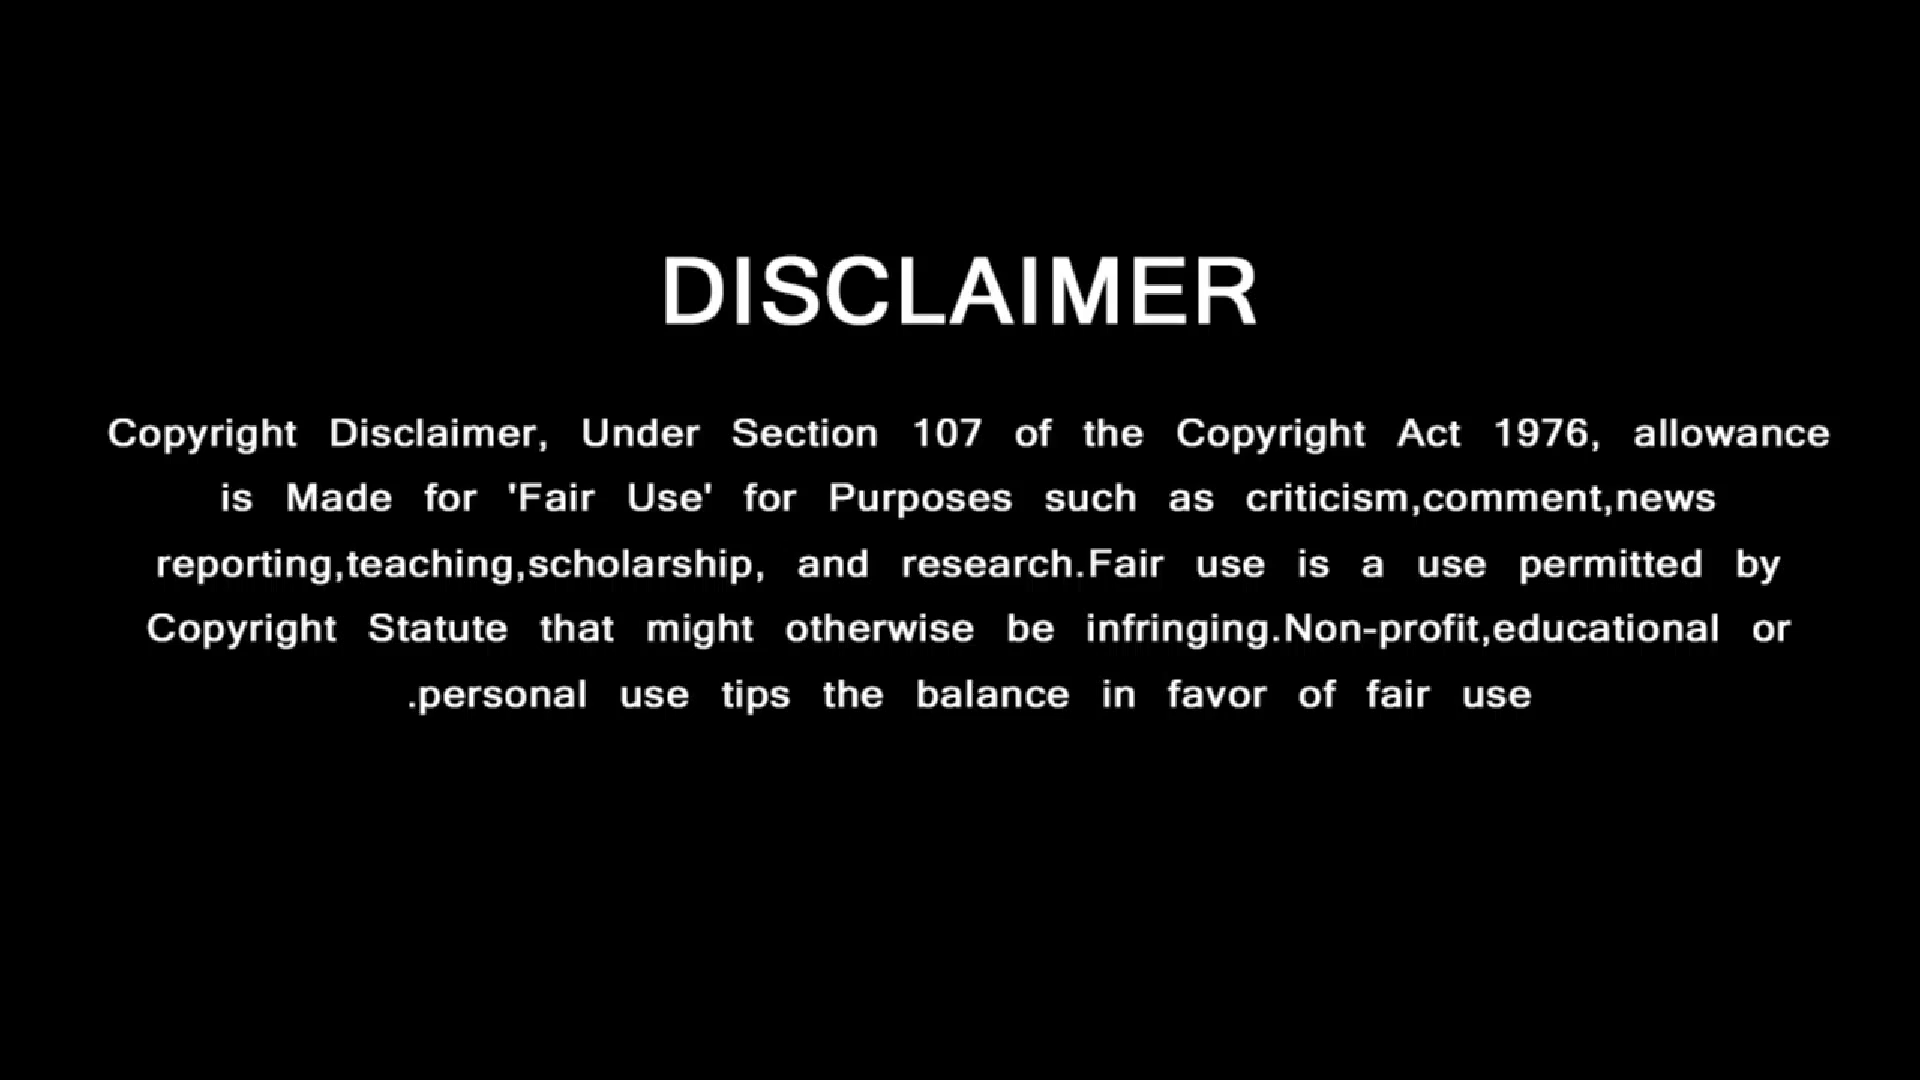 DISCLAIMER
Copyright Disclaimer, Under Section 107 of the Copyright Act 1976, allowance
is Made for 'Fair Use' for Purposes such as criticism,comment,news
reporting,teaching,scholarship, and research.Fair use is a use permitted by
Copyright Statute that might otherwise be infringing.Non-profit,educational or
.personal use tips the balance in favor of fair use